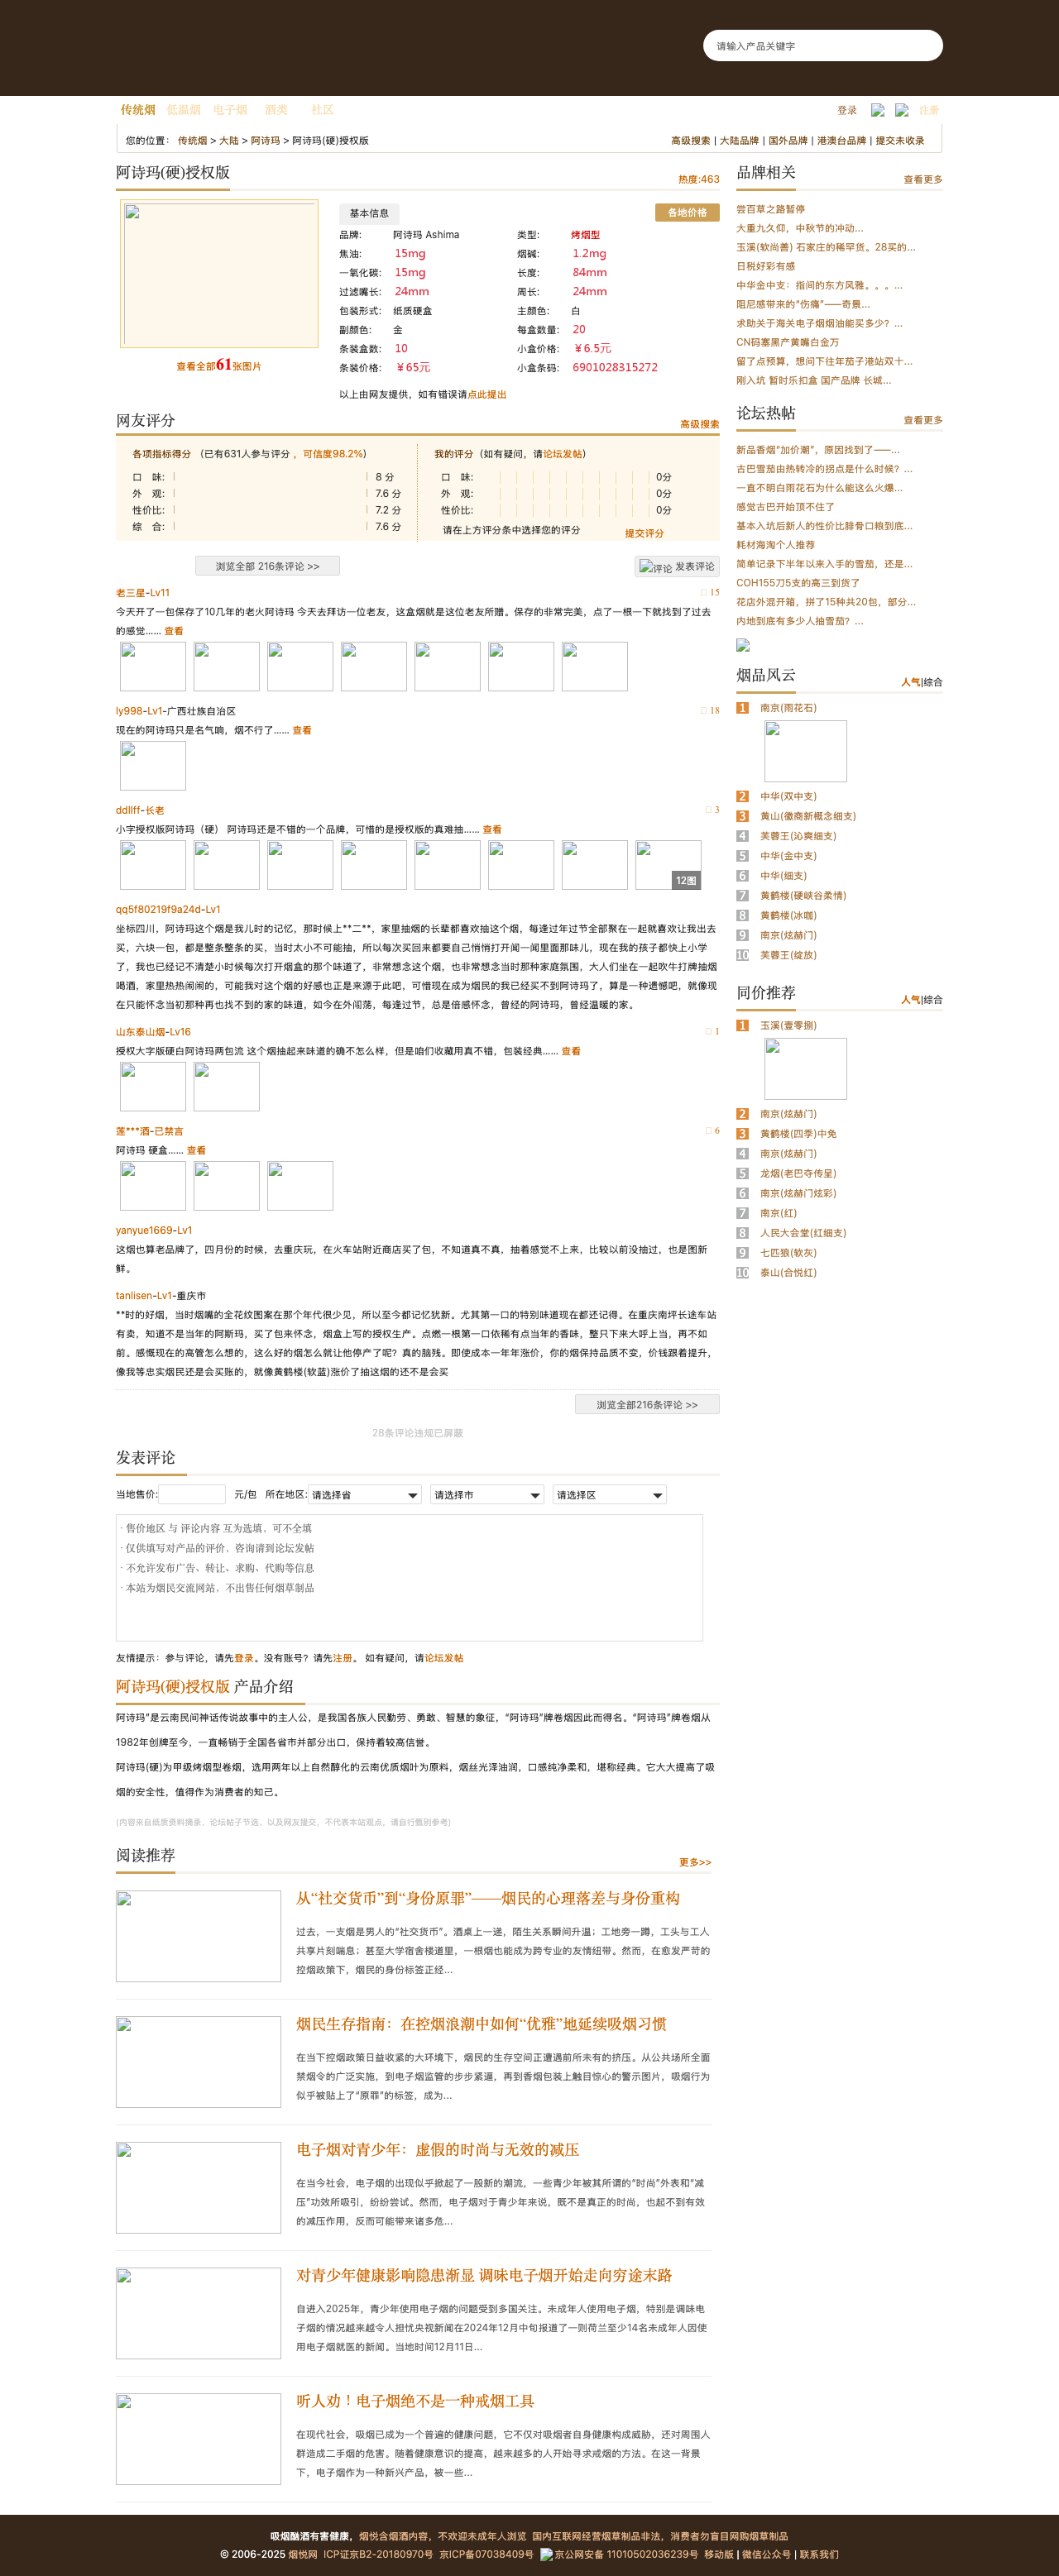 请输入产品关键字
传统烟 低温烟 电子烟 酒类 社区
登录 注册
您的位置： 传统烟 > 大陆 > 阿诗玛 > 阿诗玛(硬)授权版
高级搜索 | 大陆品牌 | 国外品牌 | 港澳台品牌 | 提交未收录
阿诗玛(硬)授权版
热度:463
查看全部61张图片
基本信息
各地价格
品牌: 阿诗玛 Ashima 类型: 烤烟型
焦油: 15mg 烟碱: 1.2mg
一氧化碳: 15mg 长度: 84mm
过滤嘴长: 24mm 周长: 24mm
包装形式: 纸质硬盒 主颜色: 白
副颜色: 金 每盒数量: 20
条装盒数: 10 小盒价格: ￥6.5元
条装价格: ￥65元 小盒条码: 6901028315272
以上由网友提供，如有错误请点此提出
网友评分
高级搜索
各项指标得分 （已有631人参与评分 ，可信度98.2%）
口 味: 8 分
外 观: 7.6 分
性价比: 7.2 分
综 合: 7.6 分
我的评分（如有疑问，请论坛发帖）
口 味: 0分
外 观: 0分
性价比: 0分
请在上方评分条中选择您的评分 提交评分
浏览全部 216条评论 >>
评论 发表评论
老三星-Lv11 15
今天开了一包保存了10几年的老火阿诗玛 今天去拜访一位老友，这盒烟就是这位老友所赠。保存的非常完美，点了一根一下就找到了过去
的感觉...... 查看
ly998-Lv1-广西壮族自治区 18
现在的阿诗玛只是名气响，烟不行了...... 查看
ddllff-长老 3
小字授权版阿诗玛（硬） 阿诗玛还是不错的一个品牌，可惜的是授权版的真难抽...... 查看
12图
qq5f80219f9a24d-Lv1
坐标四川，阿诗玛这个烟是我儿时的记忆，那时候上**二**，家里抽烟的长辈都喜欢抽这个烟，每逢过年过节全部聚在一起就喜欢让我出去
买，六块一包，都是整条整条的买，当时太小不可能抽，所以每次买回来都要自己悄悄打开闻一闻里面那味儿，现在我的孩子都快上小学
了，我也已经记不清楚小时候每次打开烟盒的那个味道了，非常想念这个烟，也非常想念当时那种家庭氛围，大人们坐在一起吹牛打牌抽烟
喝酒，家里热热闹闹的，可能我对这个烟的好感也正是来源于此吧，可惜现在成为烟民的我已经买不到阿诗玛了，算是一种遗憾吧，就像现
在只能怀念当初那种再也找不到的家的味道，如今在外闯荡，每逢过节，总是倍感怀念，曾经的阿诗玛，曾经温暖的家。
山东泰山烟-Lv16 1
授权大字版硬白阿诗玛两包流 这个烟抽起来味道的确不怎么样，但是咱们收藏用真不错，包装经典...... 查看
莲***酒-已禁言 6
阿诗玛 硬盒...... 查看
yanyue1669-Lv1
这烟也算老品牌了，四月份的时候，去重庆玩，在火车站附近商店买了包，不知道真不真，抽着感觉不上来，比较以前没抽过，也是图新
鲜。
tanlisen-Lv1-重庆市
**时的好烟，当时烟嘴的全花纹图案在那个年代很少见，所以至今都记忆犹新。尤其第一口的特别味道现在都还记得。在重庆南坪长途车站
有卖，知道不是当年的阿斯玛，买了包来怀念，烟盒上写的授权生产。点燃一根第一口依稀有点当年的香味，整只下来大呼上当，再不如
前。感慨现在的高管怎么想的，这么好的烟怎么就让他停产了呢？真的脑残。即使成本一年年涨价，你的烟保持品质不变，价钱跟着提升，
像我等忠实烟民还是会买账的，就像黄鹤楼(软蓝)涨价了抽这烟的还不是会买
浏览全部216条评论 >>
28条评论违规已屏蔽
发表评论
当地售价: 元/包 所在地区: 请选择省 请选择市 请选择区
· 售价地区 与 评论内容 互为选填，可不全填
· 仅供填写对产品的评价，咨询请到论坛发帖
· 不允许发布广告、转让、求购、代购等信息
· 本站为烟民交流网站，不出售任何烟草制品
友情提示：参与评论，请先登录。没有账号？请先注册。 如有疑问，请论坛发帖
阿诗玛(硬)授权版 产品介绍
阿诗玛”是云南民间神话传说故事中的主人公，是我国各族人民勤劳、勇敢、智慧的象征，“阿诗玛”牌卷烟因此而得名。“阿诗玛”牌卷烟从
1982年创牌至今，一直畅销于全国各省市并部分出口，保持着较高信誉。
阿诗玛(硬)为甲级烤烟型卷烟，选用两年以上自然醇化的云南优质烟叶为原料，烟丝光泽油润，口感纯净柔和，堪称经典。它大大提高了吸
烟的安全性，值得作为消费者的知己。
(内容来自纸质资料摘录、论坛帖子节选、以及网友提交，不代表本站观点，请自行甄别参考)
阅读推荐
更多>>
从“社交货币”到“身份原罪”——烟民的心理落差与身份重构
过去，一支烟是男人的“社交货币”。酒桌上一递，陌生关系瞬间升温；工地旁一蹲，工头与工人
共享片刻喘息；甚至大学宿舍楼道里，一根烟也能成为跨专业的友情纽带。然而，在愈发严苛的
控烟政策下，烟民的身份标签正经...
烟民生存指南：在控烟浪潮中如何“优雅”地延续吸烟习惯
在当下控烟政策日益收紧的大环境下，烟民的生存空间正遭遇前所未有的挤压。从公共场所全面
禁烟令的广泛实施，到电子烟监管的步步紧逼，再到香烟包装上触目惊心的警示图片，吸烟行为
似乎被贴上了“原罪”的标签，成为...
电子烟对青少年：虚假的时尚与无效的减压
在当今社会，电子烟的出现似乎掀起了一股新的潮流，一些青少年被其所谓的“时尚”外表和“减
压”功效所吸引，纷纷尝试。然而，电子烟对于青少年来说，既不是真正的时尚，也起不到有效
的减压作用，反而可能带来诸多危...
对青少年健康影响隐患渐显 调味电子烟开始走向穷途末路
自进入2025年，青少年使用电子烟的问题受到多国关注。未成年人使用电子烟，特别是调味电
子烟的情况越来越令人担忧央视新闻在2024年12月中旬报道了一则荷兰至少14名未成年人因使
用电子烟就医的新闻。当地时间12月11日...
听人劝！电子烟绝不是一种戒烟工具
在现代社会，吸烟已成为一个普遍的健康问题，它不仅对吸烟者自身健康构成威胁，还对周围人
群造成二手烟的危害。随着健康意识的提高，越来越多的人开始寻求戒烟的方法。在这一背景
下，电子烟作为一种新兴产品，被一些...
品牌相关
查看更多
尝百草之路暂停
大重九久仰，中秋节的冲动...
玉溪(软尚善) 石家庄的稀罕货。28买的...
日税好彩有感
中华金中支：指间的东方风雅。。。...
阻尼感带来的“伤痛”——奇景...
求助关于海关电子烟烟油能买多少？...
CN码塞黑产黄嘴白金万
留了点预算，想问下往年茄子港站双十...
刚入坑 暂时乐扣盒 国产品牌 长城...
论坛热帖
查看更多
新品香烟“加价潮”，原因找到了——...
古巴雪茄由热转冷的拐点是什么时候？...
一直不明白雨花石为什么能这么火爆...
感觉古巴开始顶不住了
基本入坑后新人的性价比腓骨口粮到底...
耗材海淘个人推荐
简单记录下半年以来入手的雪茄，还是...
COH155刀5支的高三到货了
花店外混开箱，拼了15种共20包，部分...
内地到底有多少人抽雪茄？...
烟品风云
人气|综合
1 南京(雨花石)
2 中华(双中支)
3 黄山(徽商新概念细支)
4 芙蓉王(沁爽细支)
5 中华(金中支)
6 中华(细支)
7 黄鹤楼(硬峡谷柔情)
8 黄鹤楼(冰咖)
9 南京(炫赫门)
10 芙蓉王(绽放)
同价推荐
人气|综合
1 玉溪(壹零捌)
2 南京(炫赫门)
3 黄鹤楼(四季)中免
4 南京(炫赫门)
5 龙烟(老巴夺传呈)
6 南京(炫赫门炫彩)
7 南京(红)
8 人民大会堂(红细支)
9 七匹狼(软灰)
10 泰山(合悦红)
吸烟酗酒有害健康，烟悦含烟酒内容，不欢迎未成年人浏览 国内互联网经营烟草制品非法，消费者勿盲目网购烟草制品
© 2006-2025 烟悦网 ICP证京B2-20180970号 京ICP备07038409号 京公网安备 11010502036239号 移动版 | 微信公众号 | 联系我们